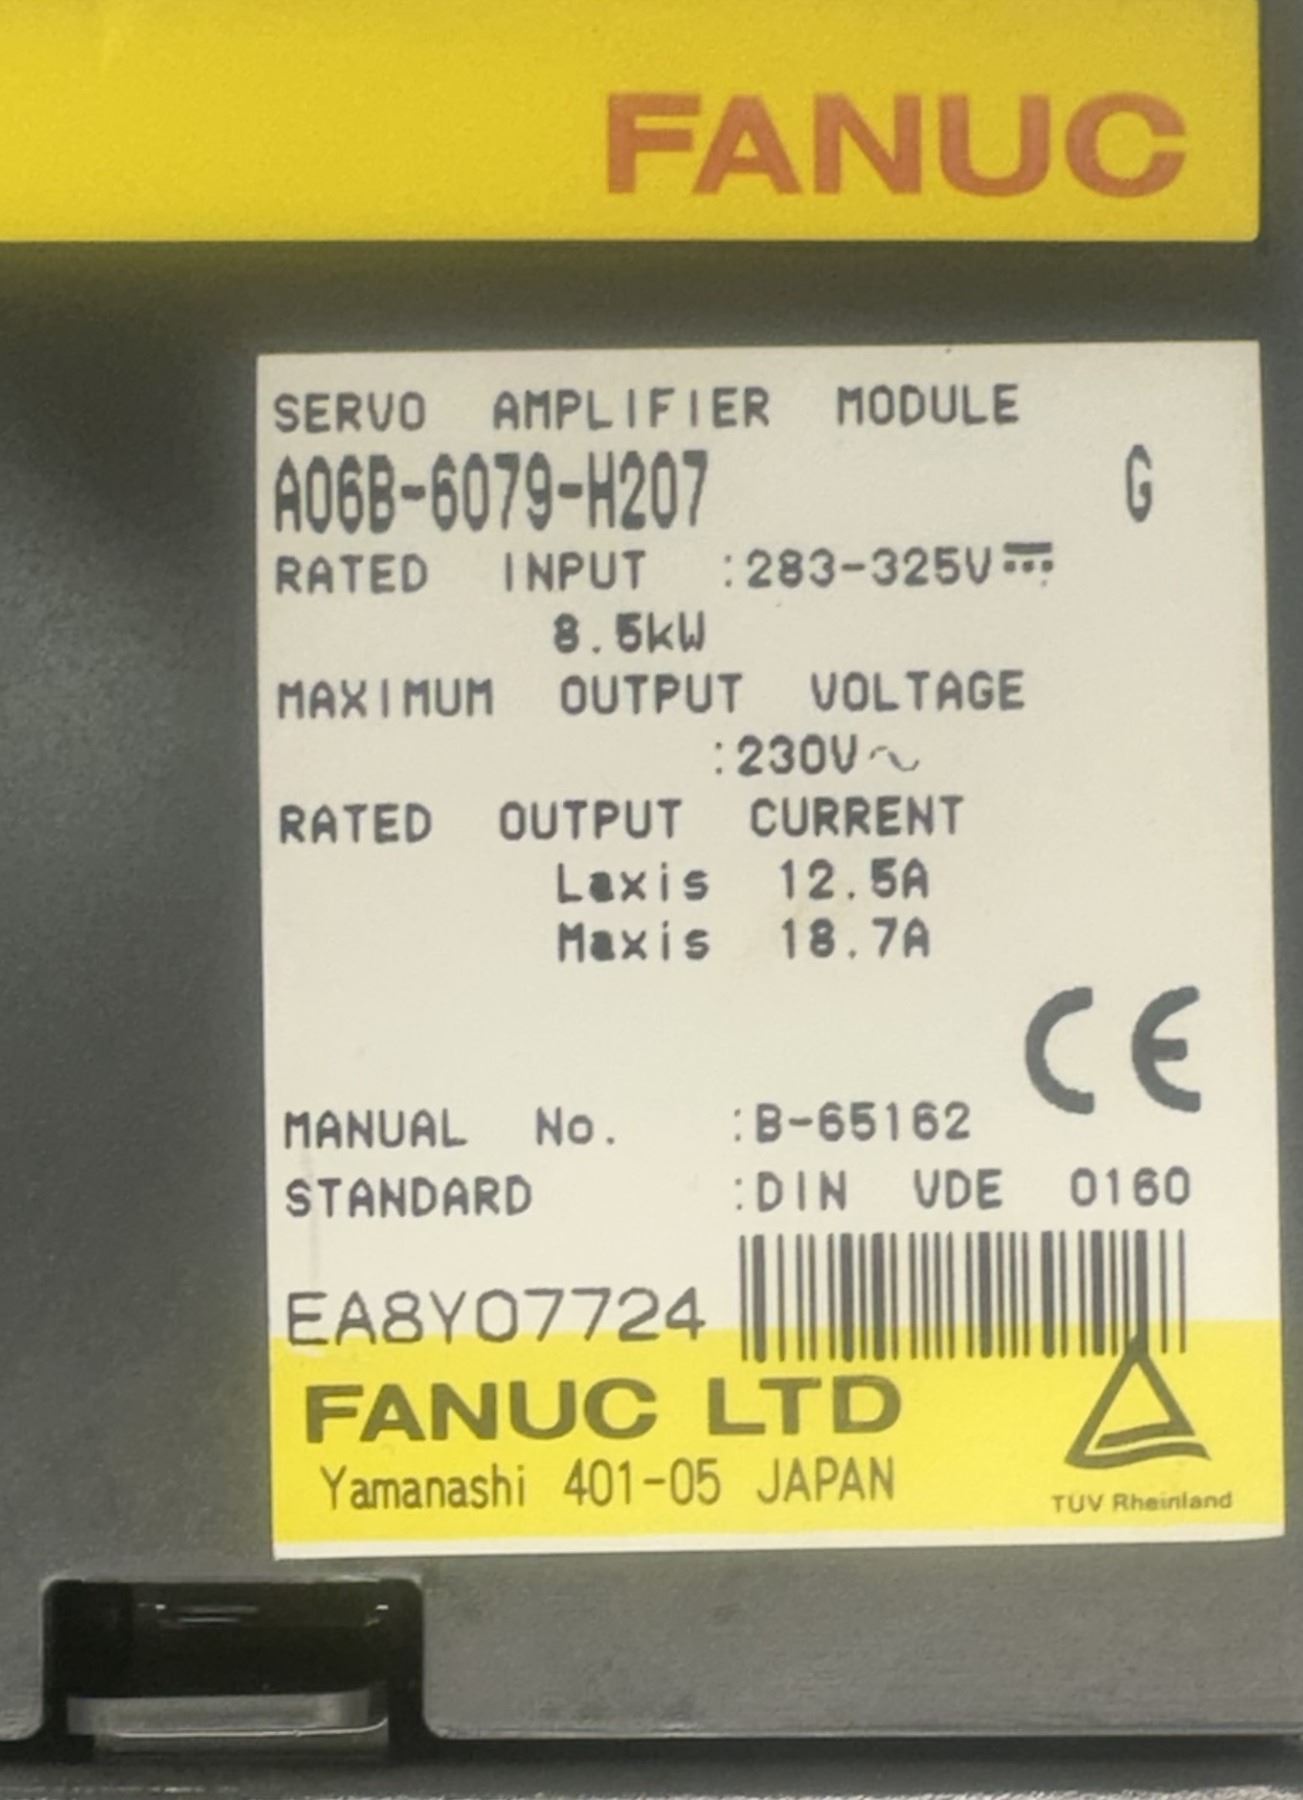 FANUC
SERVO AMPLIFIER MODULE
A06B-6079-H207 G
RATED INPUT :283-325V⎓
8.5kW
MAXIMUM OUTPUT VOLTAGE
:230V~
RATED OUTPUT CURRENT
Laxis 12.5A
Maxis 18.7A
CE
MANUAL No. :B-65162
STANDARD :DIN VDE 0160
EA8Y07724
FANUC LTD
Yamanashi 401-05 JAPAN
TUV Rheinland